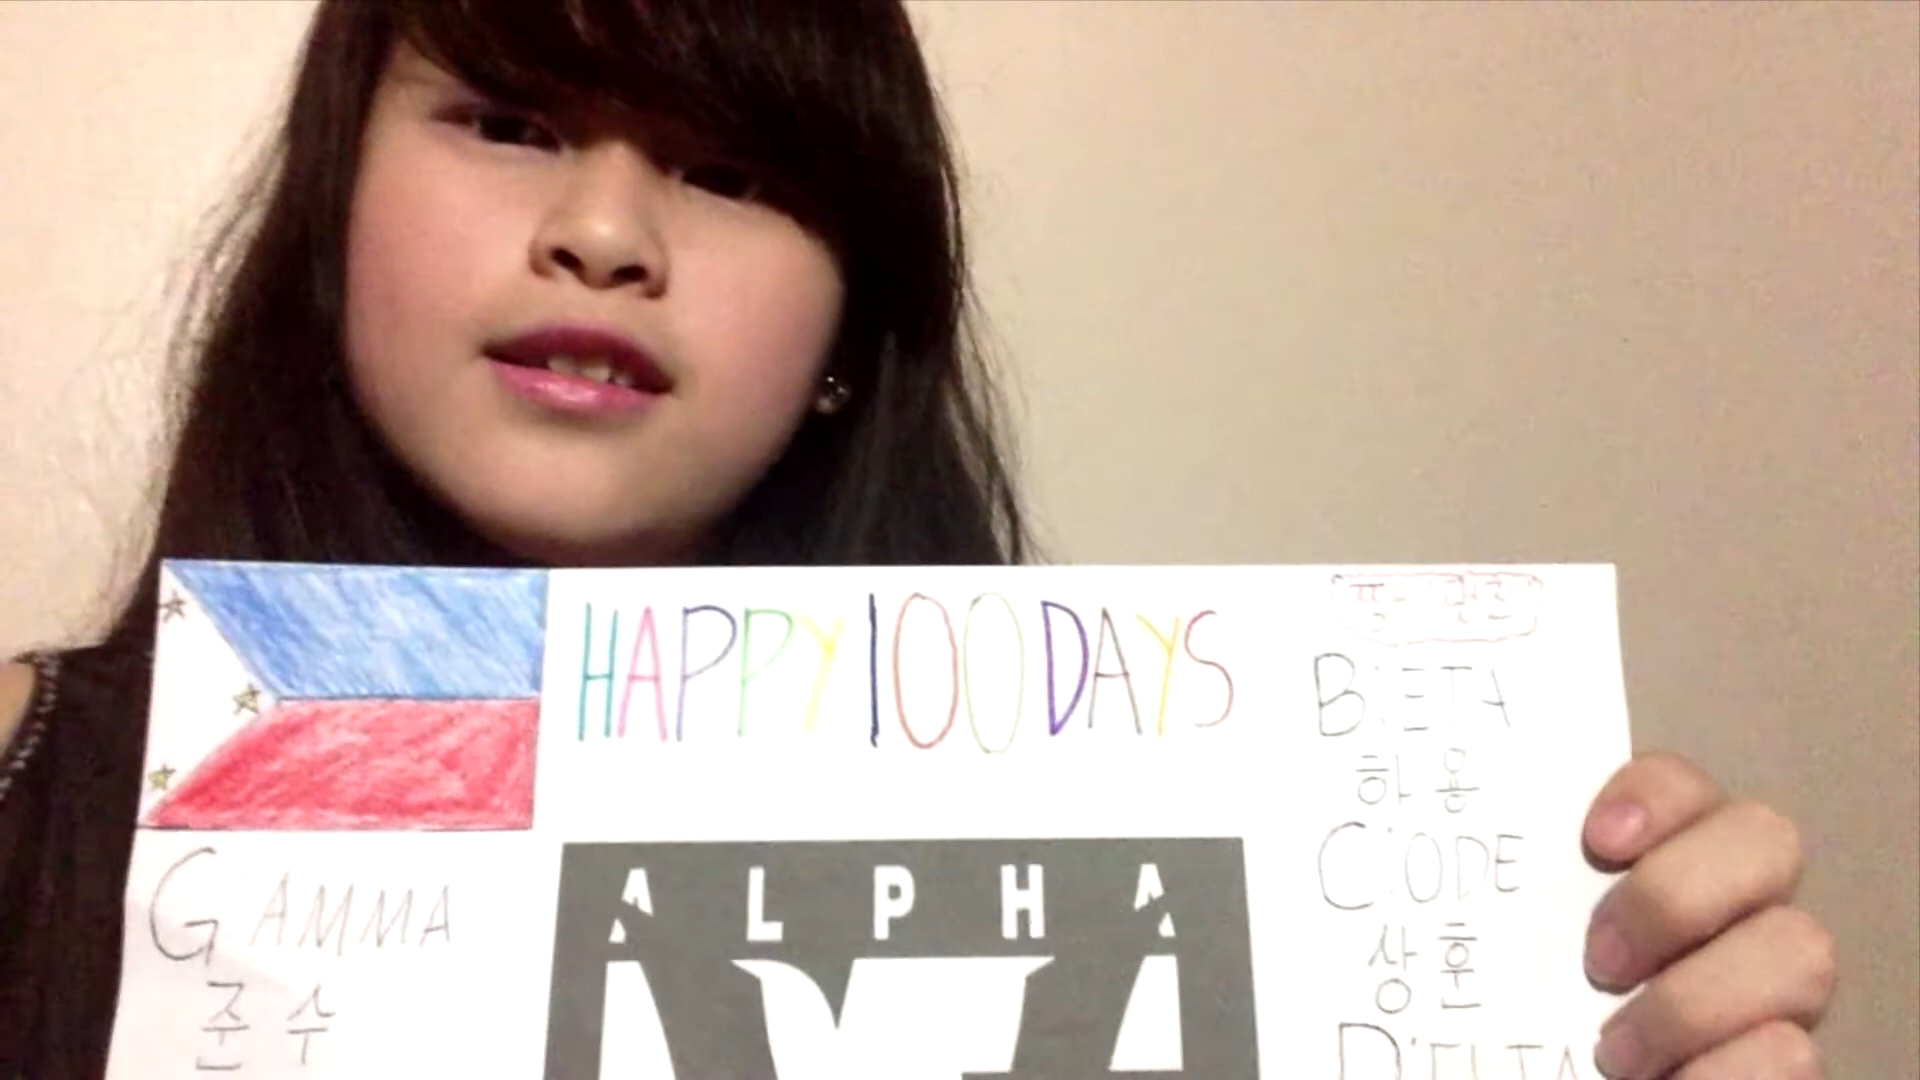 HAPPY 100 DAYS
ALPHA
GAMMA
준수
B:ETA
하용
C:ODE
상훈
D:ELTA